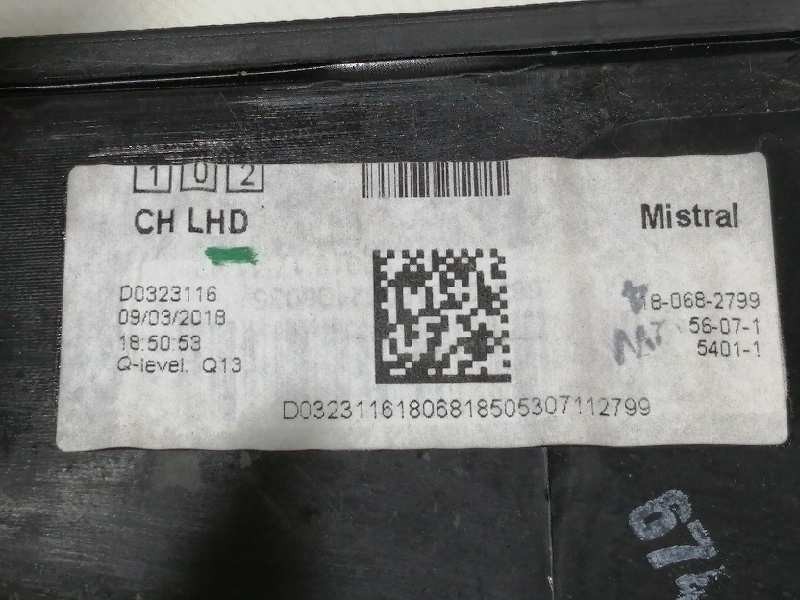 1 0 2
CH LHD
Mistral
D0323116
09/03/2018
18:50:53
Q-level. Q13
18-068-2799
56-07-1
5401-1
D03231161806818505307112799
674